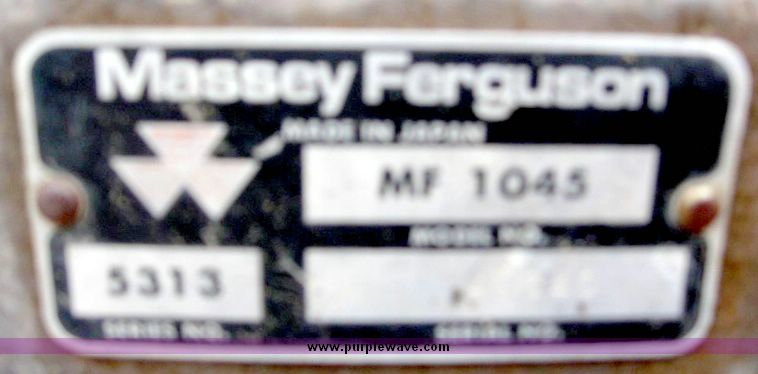 Massey Ferguson
MADE IN JAPAN
MF 1045
MODEL NO.
5313
SERIES NO. SERIAL NO.
www.purplewave.com